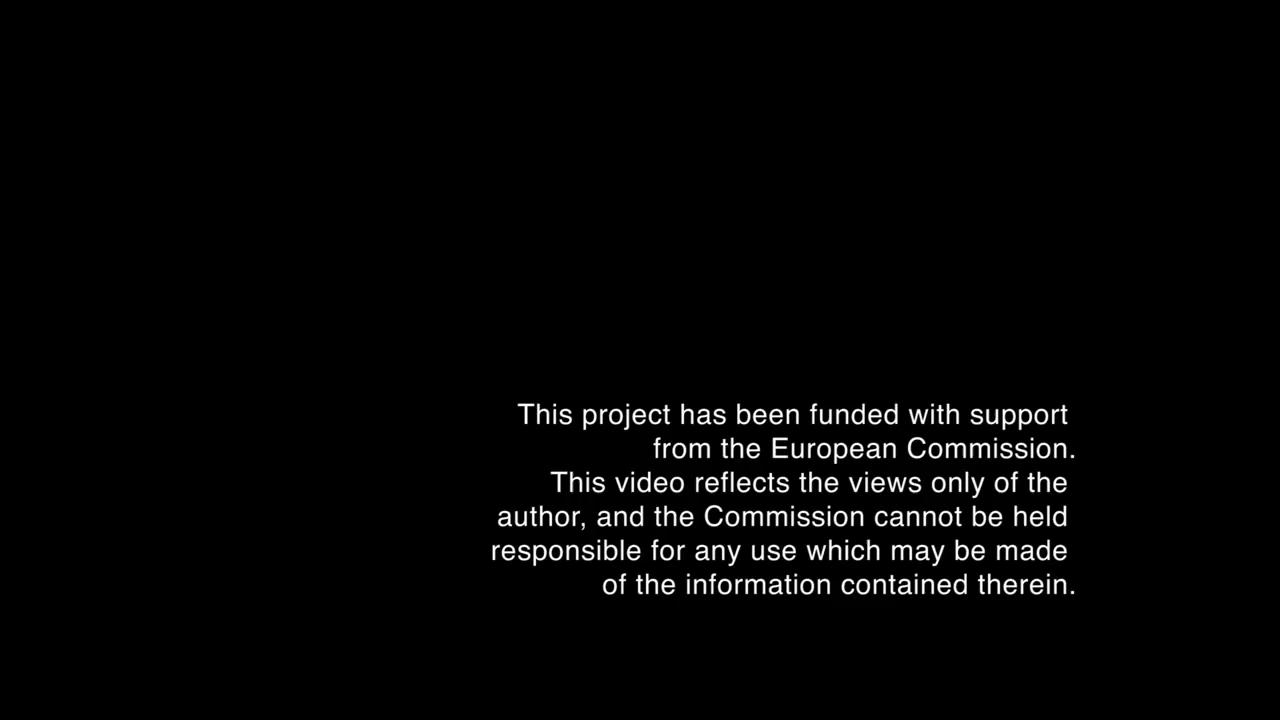 This project has been funded with support
from the European Commission.
This video reflects the views only of the
author, and the Commission cannot be held
responsible for any use which may be made
of the information contained therein.